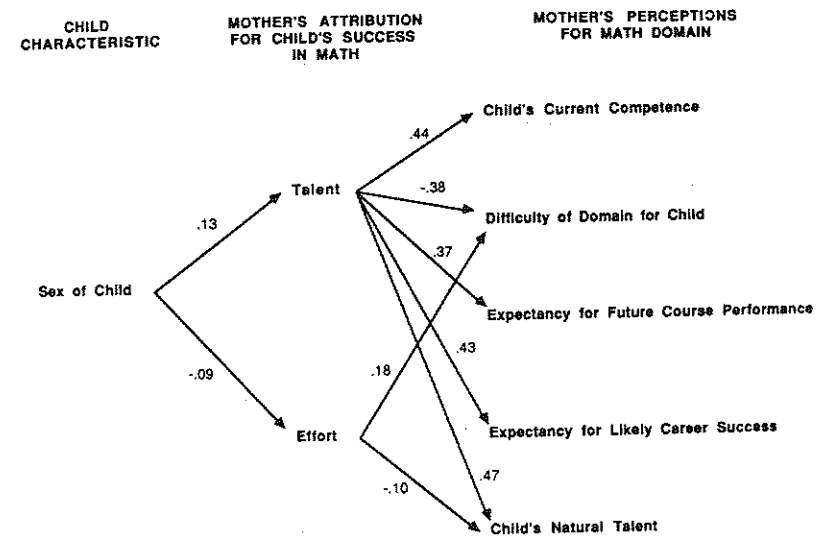 CHILD
CHARACTERISTIC
MOTHER'S ATTRIBUTION
FOR CHILD'S SUCCESS
IN MATH
MOTHER'S PERCEPTIONS
FOR MATH DOMAIN
Child's Current Competence
.44
Talent
-.38
Difficulty of Domain for Child
.13
.37
Sex of Child
Expectancy for Future Course Performance
.43
-.09
.18
Effort
Expectancy for Likely Career Success
.47
-.10
Child's Natural Talent